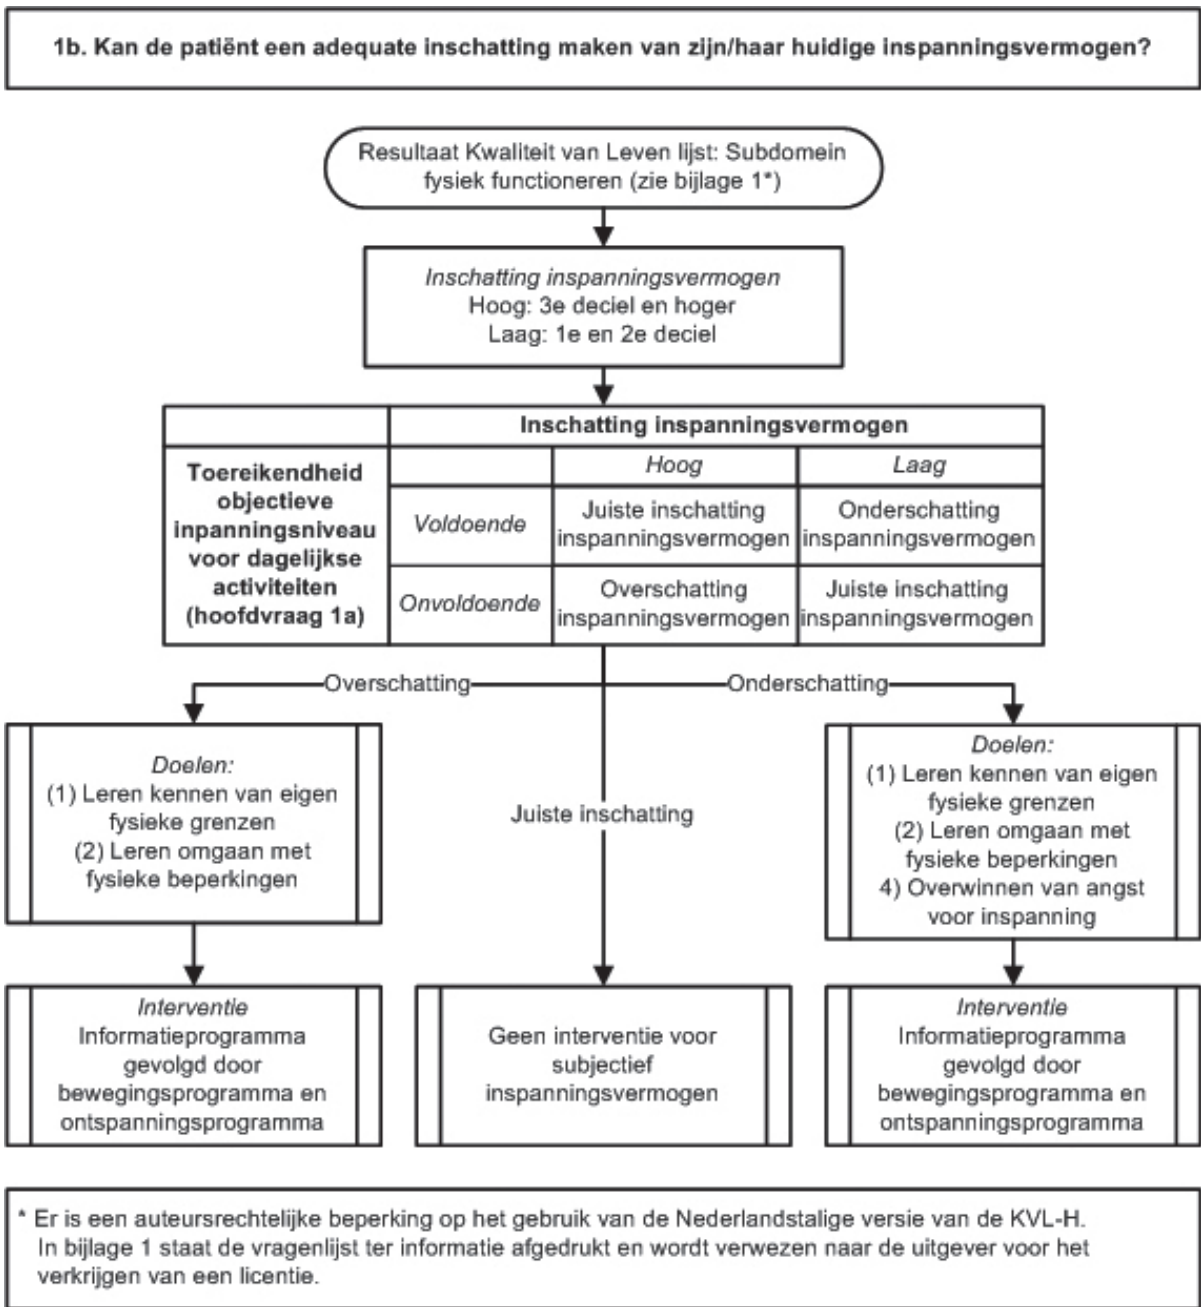 1b. Kan de patiënt een adequate inschatting maken van zijn/haar huidige inspanningsvermogen?
Resultaat Kwaliteit van Leven lijst: Subdomein
fysiek functioneren (zie bijlage 1*)
Inschatting inspanningsvermogen
Hoog: 3e deciel en hoger
Laag: 1e en 2e deciel
Inschatting inspanningsvermogen
Toereikendheid
objectieve
inpanningsniveau
voor dagelijkse
activiteiten
(hoofdvraag 1a)
Hoog
Laag
Voldoende
Juiste inschatting
inspanningsvermogen
Onderschatting
inspanningsvermogen
Onvoldoende
Overschatting
inspanningsvermogen
Juiste inschatting
inspanningsvermogen
Overschatting
Onderschatting
Doelen:
(1) Leren kennen van eigen
fysieke grenzen
(2) Leren omgaan met
fysieke beperkingen
Juiste inschatting
Doelen:
(1) Leren kennen van eigen
fysieke grenzen
(2) Leren omgaan met
fysieke beperkingen
4) Overwinnen van angst
voor inspanning
Interventie
Informatieprogramma
gevolgd door
bewegingsprogramma en
ontspanningsprogramma
Geen interventie voor
subjectief
inspanningsvermogen
Interventie
Informatieprogramma
gevolgd door
bewegingsprogramma en
ontspanningsprogramma
* Er is een auteursrechtelijke beperking op het gebruik van de Nederlandstalige versie van de KVL-H.
In bijlage 1 staat de vragenlijst ter informatie afgedrukt en wordt verwezen naar de uitgever voor het
verkrijgen van een licentie.